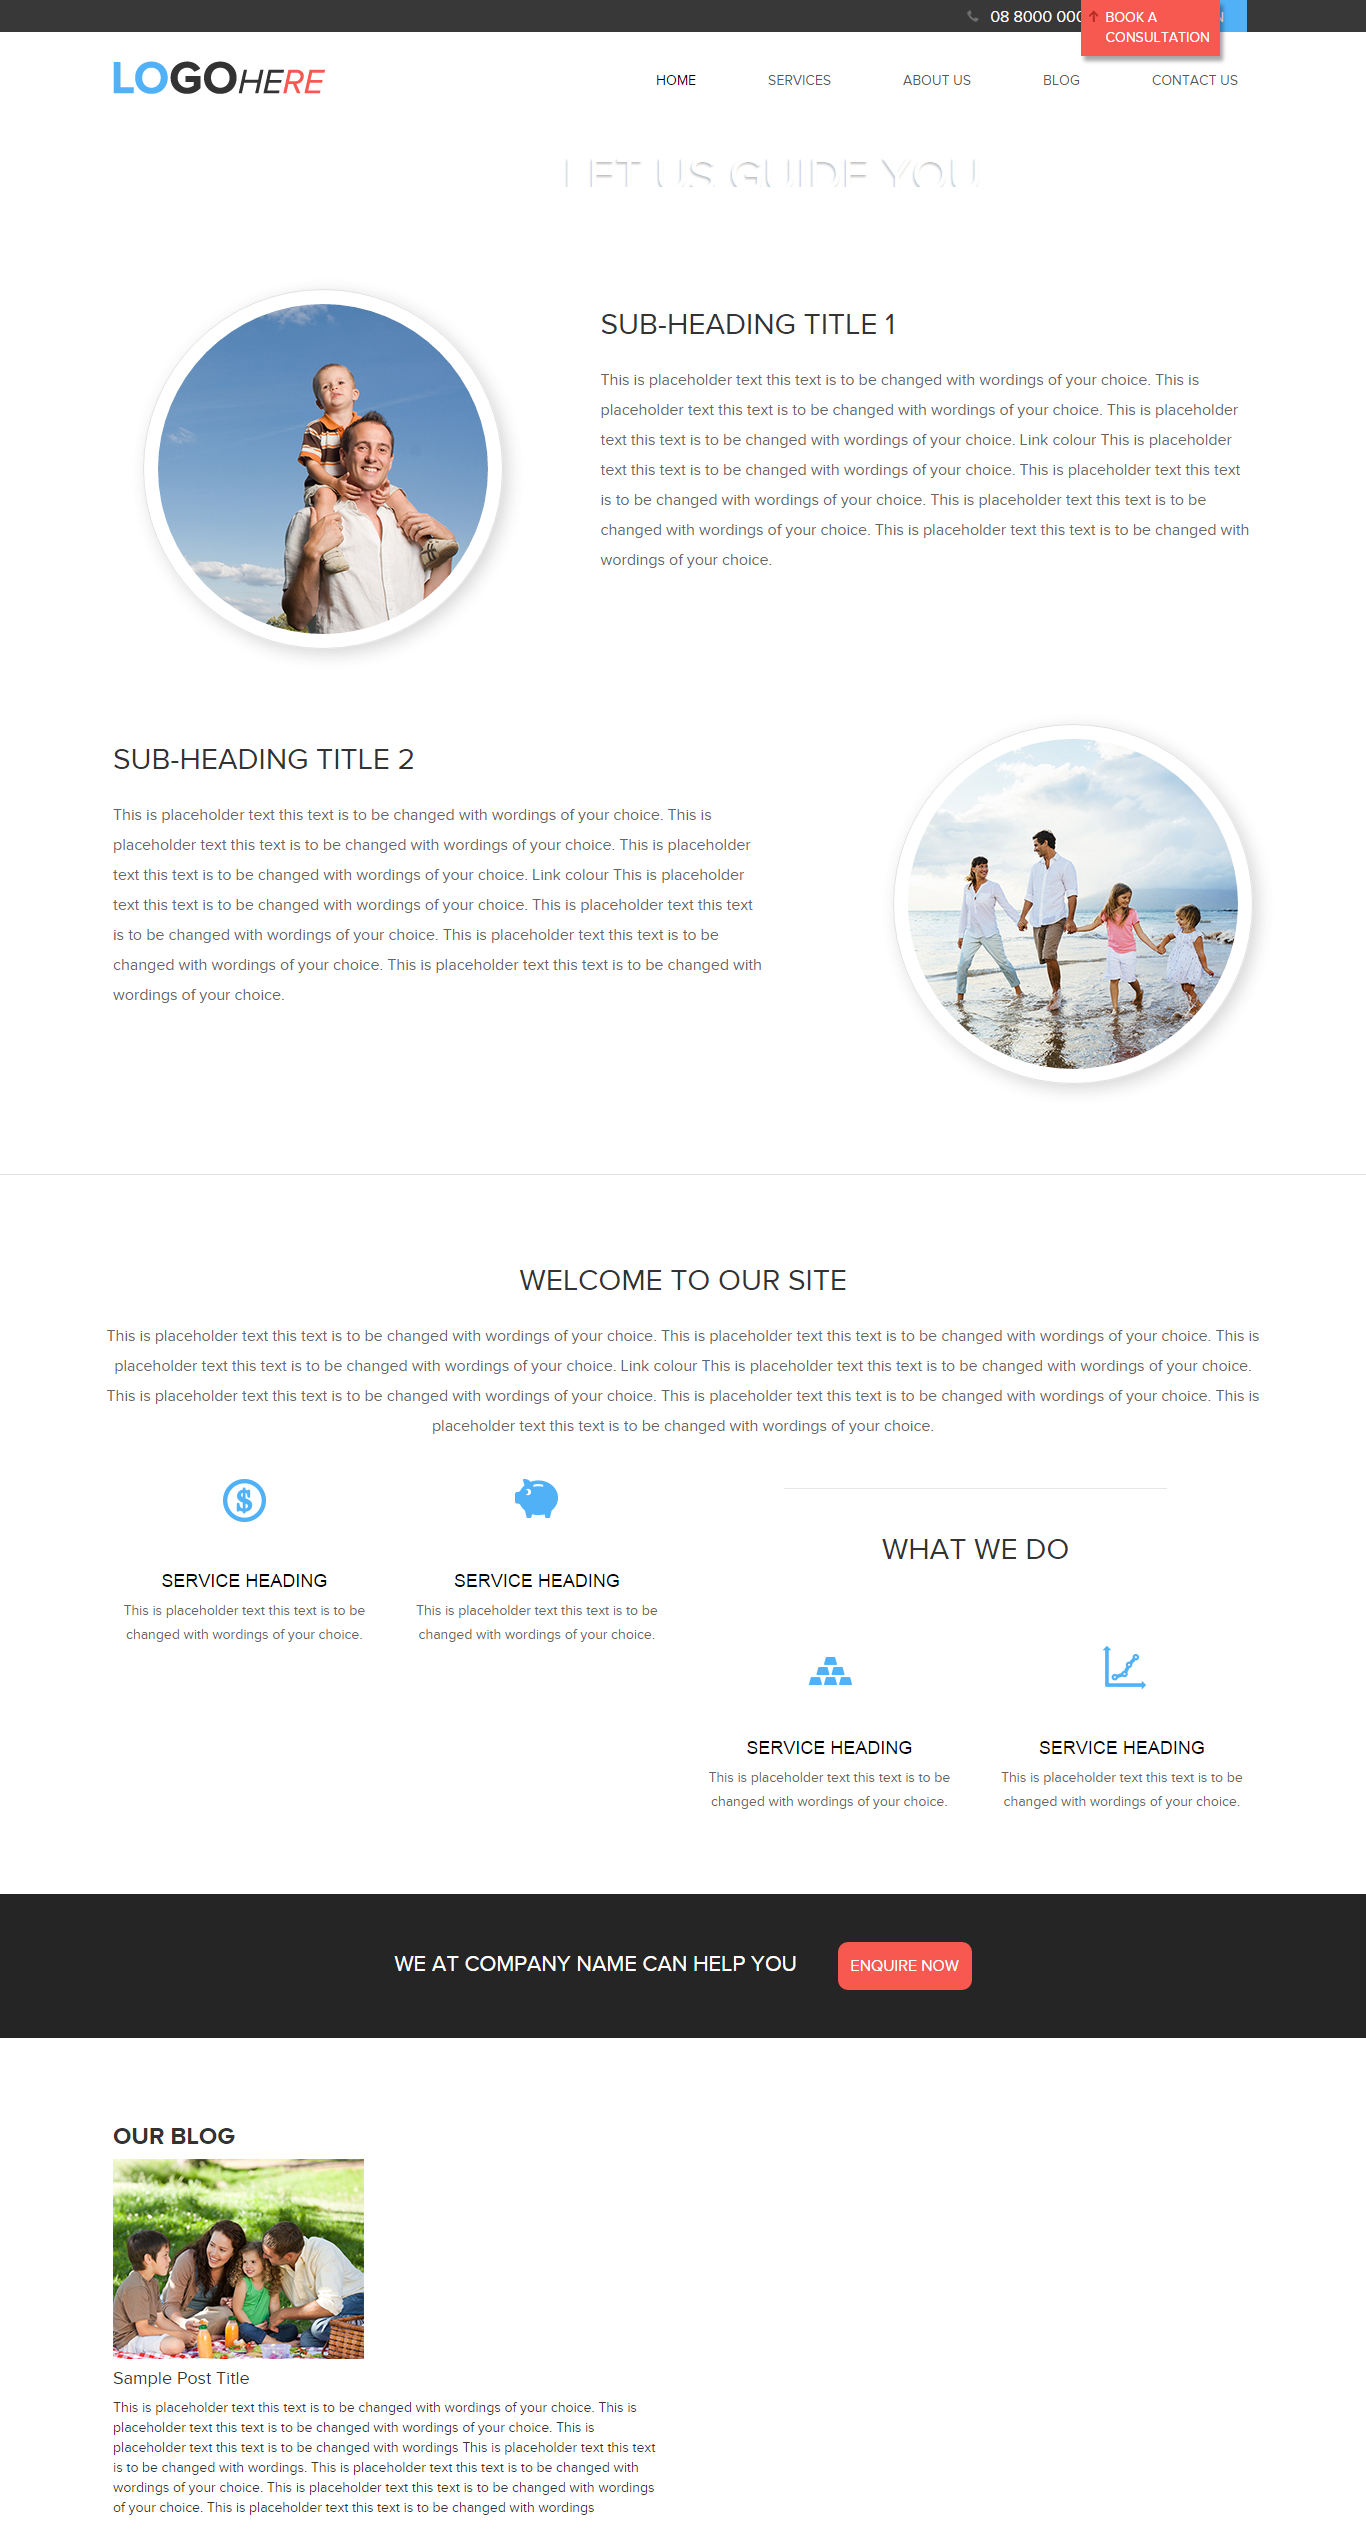 08 8000 000
BOOK A
CONSULTATION
LOGOHERE
HOME SERVICES ABOUT US BLOG CONTACT US
LET US GUIDE YOU
SUB-HEADING TITLE 1
This is placeholder text this text is to be changed with wordings of your choice. This is
placeholder text this text is to be changed with wordings of your choice. This is placeholder
text this text is to be changed with wordings of your choice. Link colour This is placeholder
text this text is to be changed with wordings of your choice. This is placeholder text this text
is to be changed with wordings of your choice. This is placeholder text this text is to be
changed with wordings of your choice. This is placeholder text this text is to be changed with
wordings of your choice.
SUB-HEADING TITLE 2
This is placeholder text this text is to be changed with wordings of your choice. This is
placeholder text this text is to be changed with wordings of your choice. This is placeholder
text this text is to be changed with wordings of your choice. Link colour This is placeholder
text this text is to be changed with wordings of your choice. This is placeholder text this text
is to be changed with wordings of your choice. This is placeholder text this text is to be
changed with wordings of your choice. This is placeholder text this text is to be changed with
wordings of your choice.
WELCOME TO OUR SITE
This is placeholder text this text is to be changed with wordings of your choice. This is placeholder text this text is to be changed with wordings of your choice. This is
placeholder text this text is to be changed with wordings of your choice. Link colour This is placeholder text this text is to be changed with wordings of your choice.
This is placeholder text this text is to be changed with wordings of your choice. This is placeholder text this text is to be changed with wordings of your choice. This is
placeholder text this text is to be changed with wordings of your choice.
SERVICE HEADING
This is placeholder text this text is to be
changed with wordings of your choice.
SERVICE HEADING
This is placeholder text this text is to be
changed with wordings of your choice.
WHAT WE DO
SERVICE HEADING
This is placeholder text this text is to be
changed with wordings of your choice.
SERVICE HEADING
This is placeholder text this text is to be
changed with wordings of your choice.
WE AT COMPANY NAME CAN HELP YOU
ENQUIRE NOW
OUR BLOG
Sample Post Title
This is placeholder text this text is to be changed with wordings of your choice. This is
placeholder text this text is to be changed with wordings of your choice. This is
placeholder text this text is to be changed with wordings This is placeholder text this text
is to be changed with wordings. This is placeholder text this text is to be changed with
wordings of your choice. This is placeholder text this text is to be changed with wordings
of your choice. This is placeholder text this text is to be changed with wordings